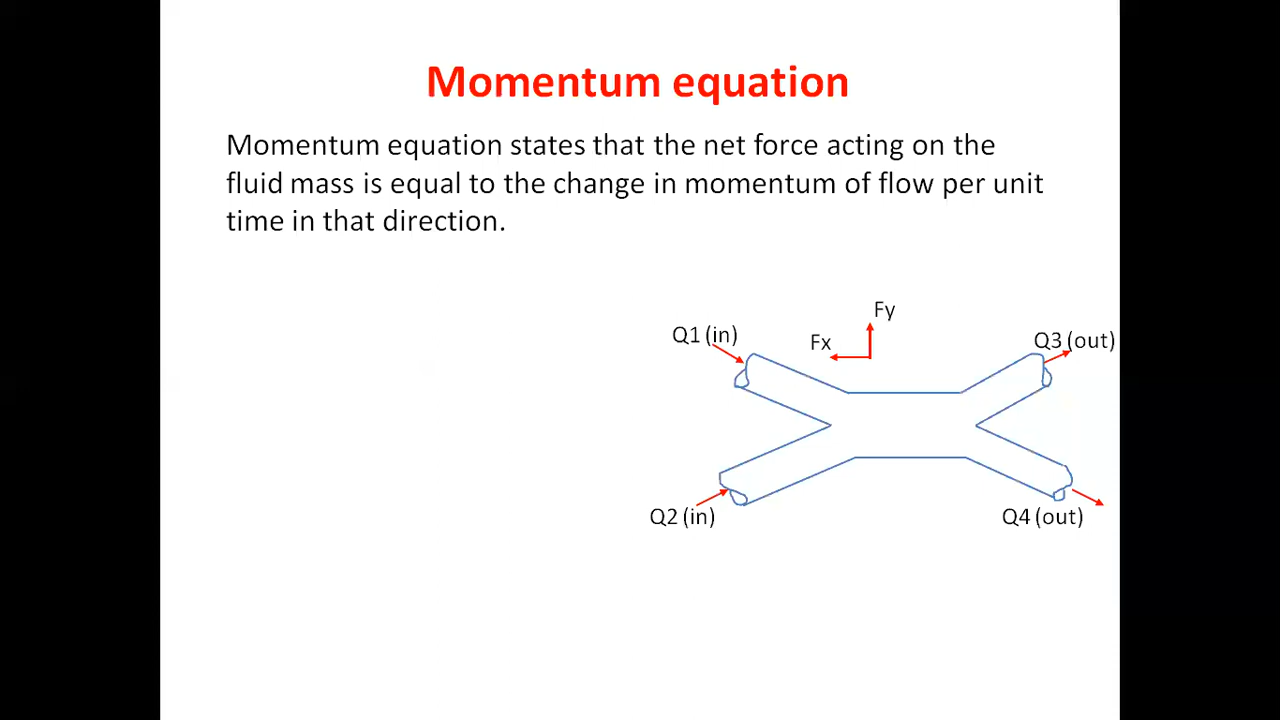 Momentum equation
Momentum equation states that the net force acting on the
fluid mass is equal to the change in momentum of flow per unit
time in that direction.
Fy
Q1 (in)
Fx
Q3 (out)
Q2 (in)
Q4 (out)